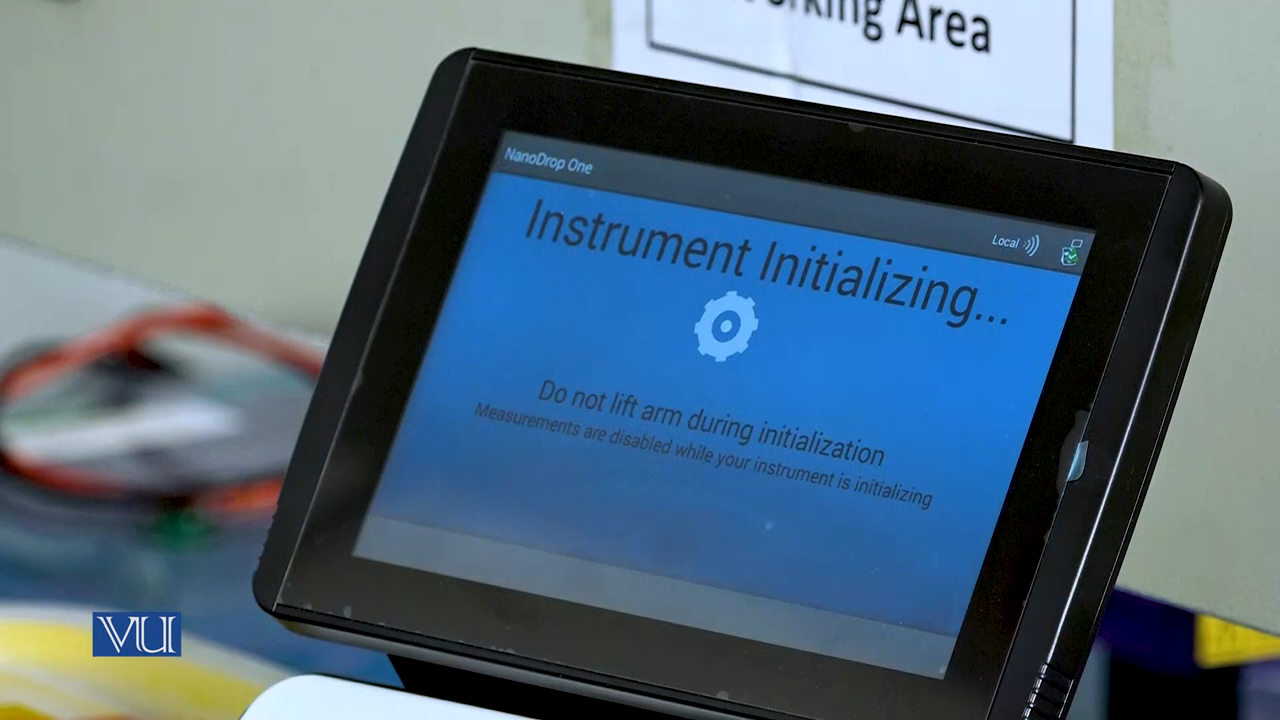 Area
NanoDrop One
Local
Instrument Initializing...
Do not lift arm during initialization
Measurements are disabled while your instrument is initializing
VU